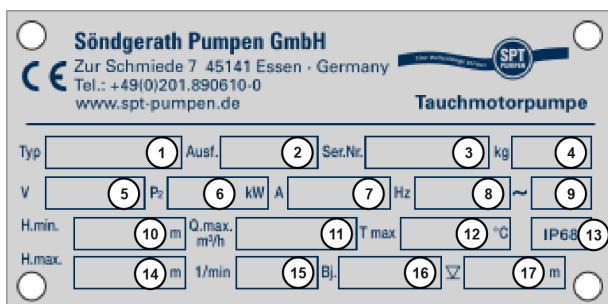 Söndgerath Pumpen GmbH
Zur Schmiede 7 45141 Essen - Germany
Tel.: +49(0)201.890610-0
www.spt-pumpen.de
SPT
PUMPEN
Tauchmotorpumpe
Typ 1 Ausf. 2 Ser.Nr. 3 kg 4
V 5 P2 6 kW A 7 Hz 8 ~ 9
H.min. 10 m Q.max. m³/h 11 T max 12 °C IP68 13
H.max. 14 m 1/min 15 Bj. 16 17 m